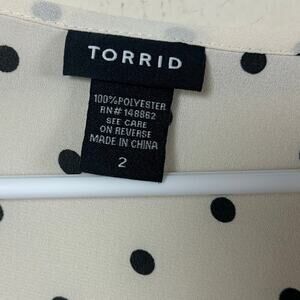 TORRID
100%POLYESTER
RN#148862
SEE CARE
ON REVERSE
MADE IN CHINA
2